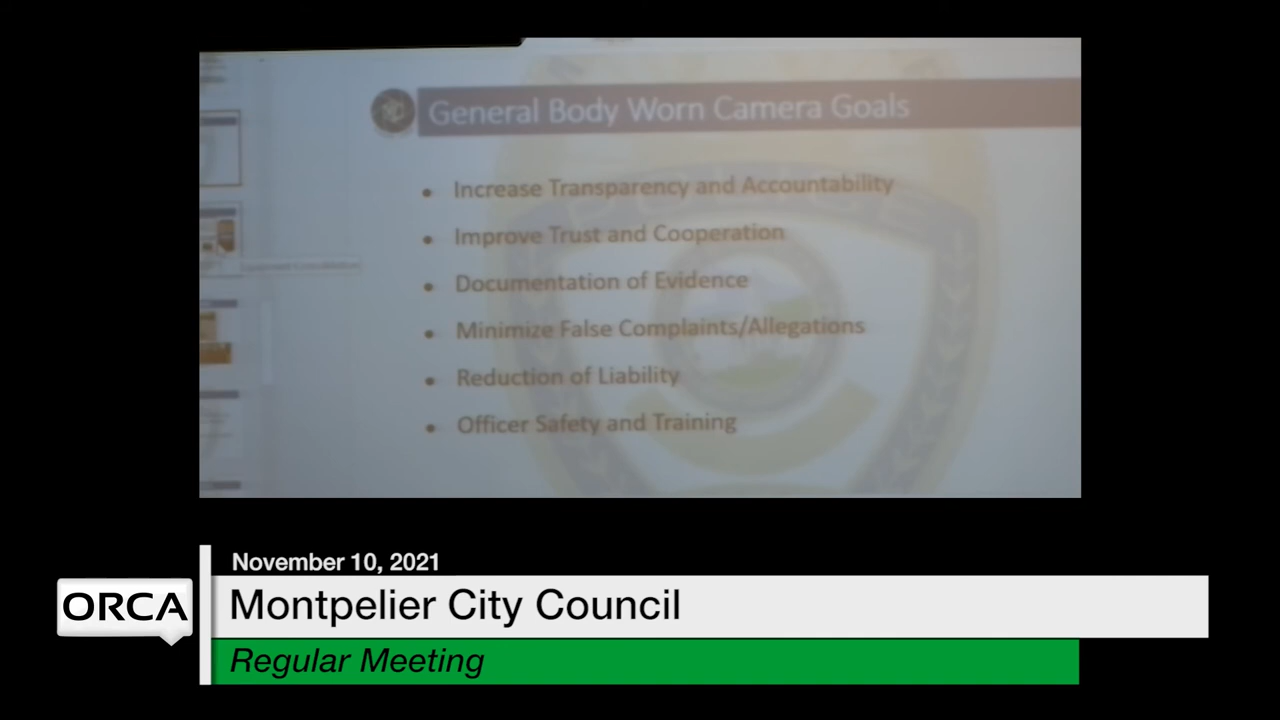 General Body Worn Camera Goals
• Increase Transparency and Accountability
• Improve Trust and Cooperation
• Documentation of Evidence
• Minimize False Complaints/Allegations
• Reduction of Liability
• Officer Safety and Training
November 10, 2021
ORCA
Montpelier City Council
Regular Meeting